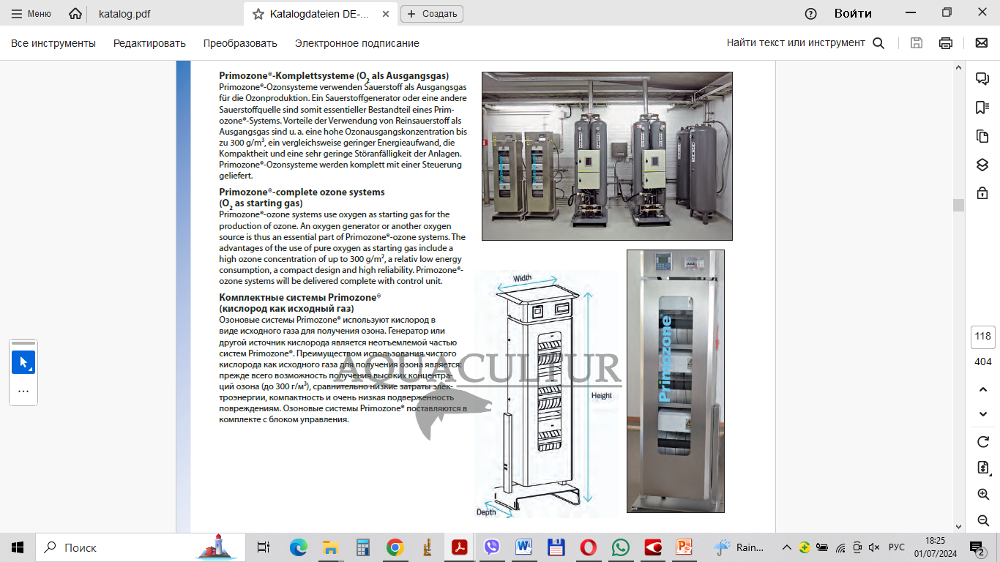 Меню
katalog.pdf
Katalogdateien DE-...
Создать
Войти
Все инструменты
Редактировать
Преобразовать
Электронное подписание
Найти текст или инструмент
Primozone®-Komplettsysteme (O₂ als Ausgangsgas)
Primozone®-Ozonsysteme verwenden Sauerstoff als Ausgangsgas
für die Ozonproduktion. Ein Sauerstoffgenerator oder eine andere
Sauerstoffquelle sind somit essentieller Bestandteil eines Prim-
ozone®-Systems. Vorteile der Verwendung von Reinsauerstoff als
Ausgangsgas sind u. a. eine hohe Ozonausgangskonzentration bis
zu 300 g/m³, ein vergleichsweise geringer Energieaufwand, die
Kompaktheit und eine sehr geringe Störanfälligkeit der Anlagen.
Primozone®-Ozonsysteme werden komplett mit einer Steuerung
geliefert.
Primozone®-complete ozone systems
(O₂ as starting gas)
Primozone®-ozone systems use oxygen as starting gas for the
production of ozone. An oxygen generator or another oxygen
source is thus an essential part of Primozone®-ozone systems. The
advantages of the use of pure oxygen as starting gas include a
high ozone concentration of up to 300 g/m², a relativ low energy
consumption, a compact design and high reliability. Primozone®-
ozone systems will be delivered complete with control unit.
Комплектные системы Primozone®
(кислород как исходный газ)
Озоновые системы Primozone® используют кислород в
виде исходного газа для получения озона. Генератор или
другой источник кислорода является неотъемлемой частью
систем Primozone®. Преимуществом использования чистого
кислорода как исходного газа для получения озона является:
прежде всего возможность получения высоких концентра-
ций озона (до 300 г/м³), сравнительно низкие затраты элек-
троэнергии, компактность и очень низкая подверженность
повреждениям. Озоновые системы Primozone® поставляются в
комплекте с блоком управления.
AQUACULTUR
Width
Height
Depth
Primozone®
118
404
Поиск
Rain...
РУС
18:25
01/07/2024
2